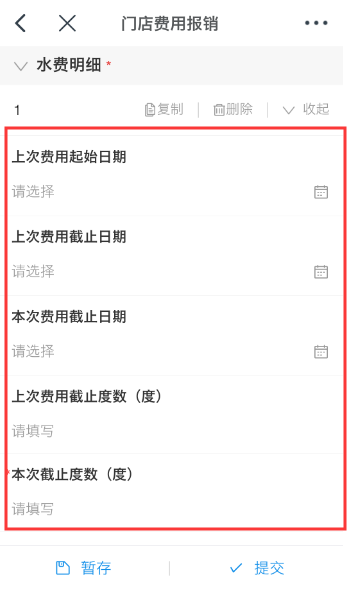 门店费用报销
水费明细 *
1 复制 删除 收起
上次费用起始日期
请选择
上次费用截止日期
请选择
本次费用截止日期
请选择
上次费用截止度数（度）
请填写
*本次截止度数（度）
请填写
暂存 提交